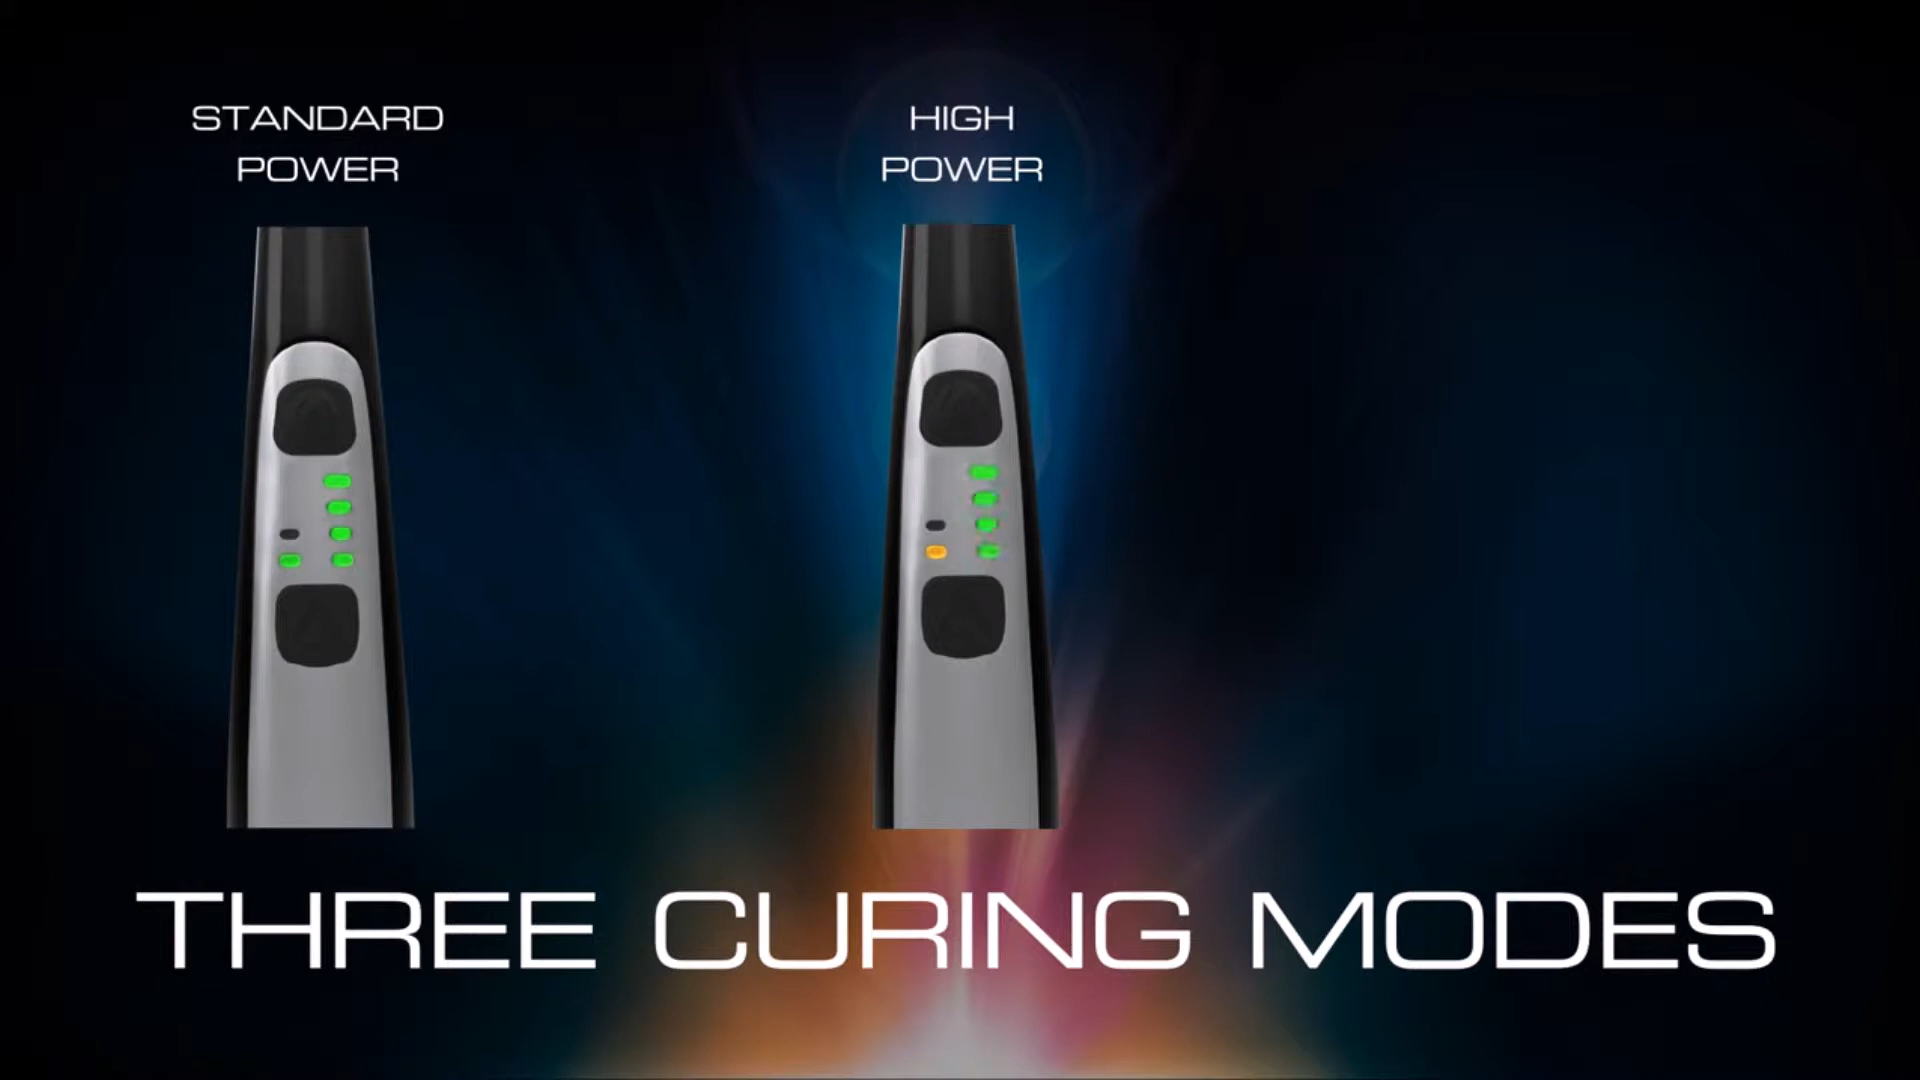 STANDARD
POWER
HIGH
POWER
THREE CURING MODES